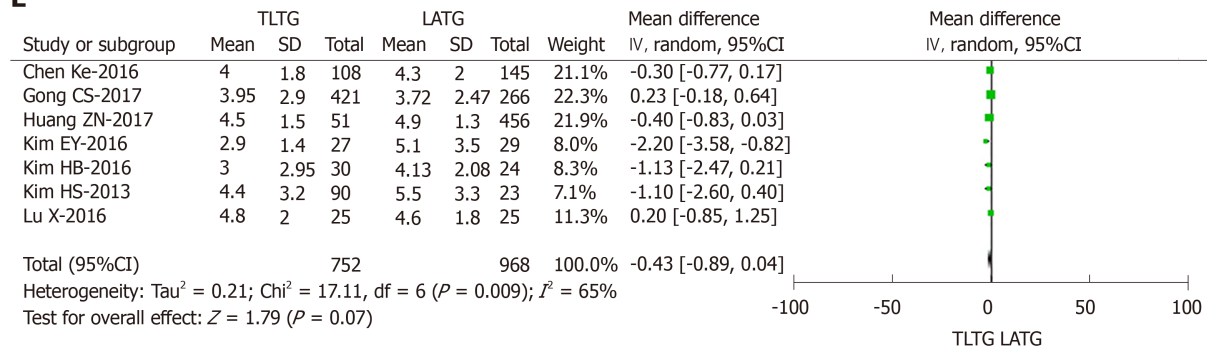 TLTG LATG Mean difference Mean difference
Study or subgroup Mean SD Total Mean SD Total Weight IV, random, 95%CI IV, random, 95%CI
Chen Ke-2016 4 1.8 108 4.3 2 145 21.1% -0.30 [-0.77, 0.17]
Gong CS-2017 3.95 2.9 421 3.72 2.47 266 22.3% 0.23 [-0.18, 0.64]
Huang ZN-2017 4.5 1.5 51 4.9 1.3 456 21.9% -0.40 [-0.83, 0.03]
Kim EY-2016 2.9 1.4 27 5.1 3.5 29 8.0% -2.20 [-3.58, -0.82]
Kim HB-2016 3 2.95 30 4.13 2.08 24 8.3% -1.13 [-2.47, 0.21]
Kim HS-2013 4.4 3.2 90 5.5 3.3 23 7.1% -1.10 [-2.60, 0.40]
Lu X-2016 4.8 2 25 4.6 1.8 25 11.3% 0.20 [-0.85, 1.25]
Total (95%CI) 752 968 100.0% -0.43 [-0.89, 0.04]
Heterogeneity: Tau² = 0.21; Chi² = 17.11, df = 6 (P = 0.009); I² = 65%
Test for overall effect: Z = 1.79 (P = 0.07)
-100 -50 0 50 100
TLTG LATG